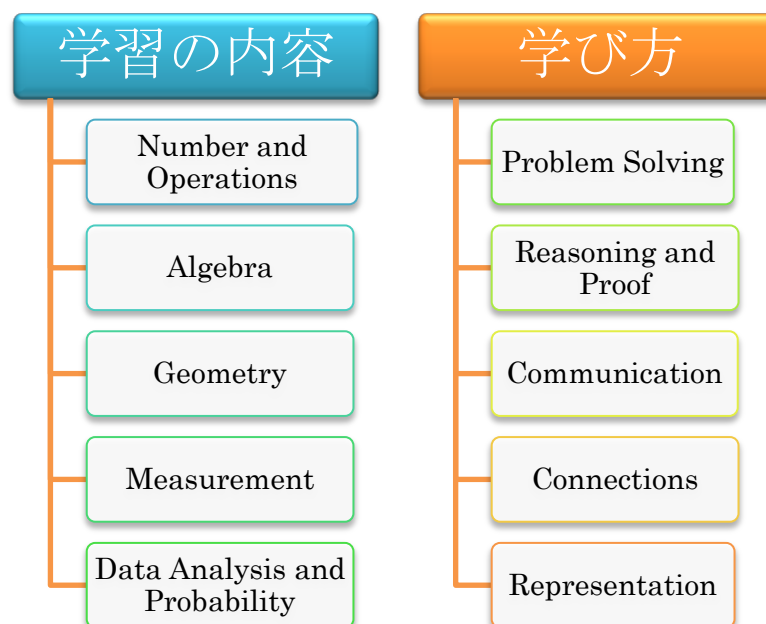 学習の内容
Number and
Operations
Algebra
Geometry
Measurement
Data Analysis and
Probability
学び方
Problem Solving
Reasoning and
Proof
Communication
Connections
Representation